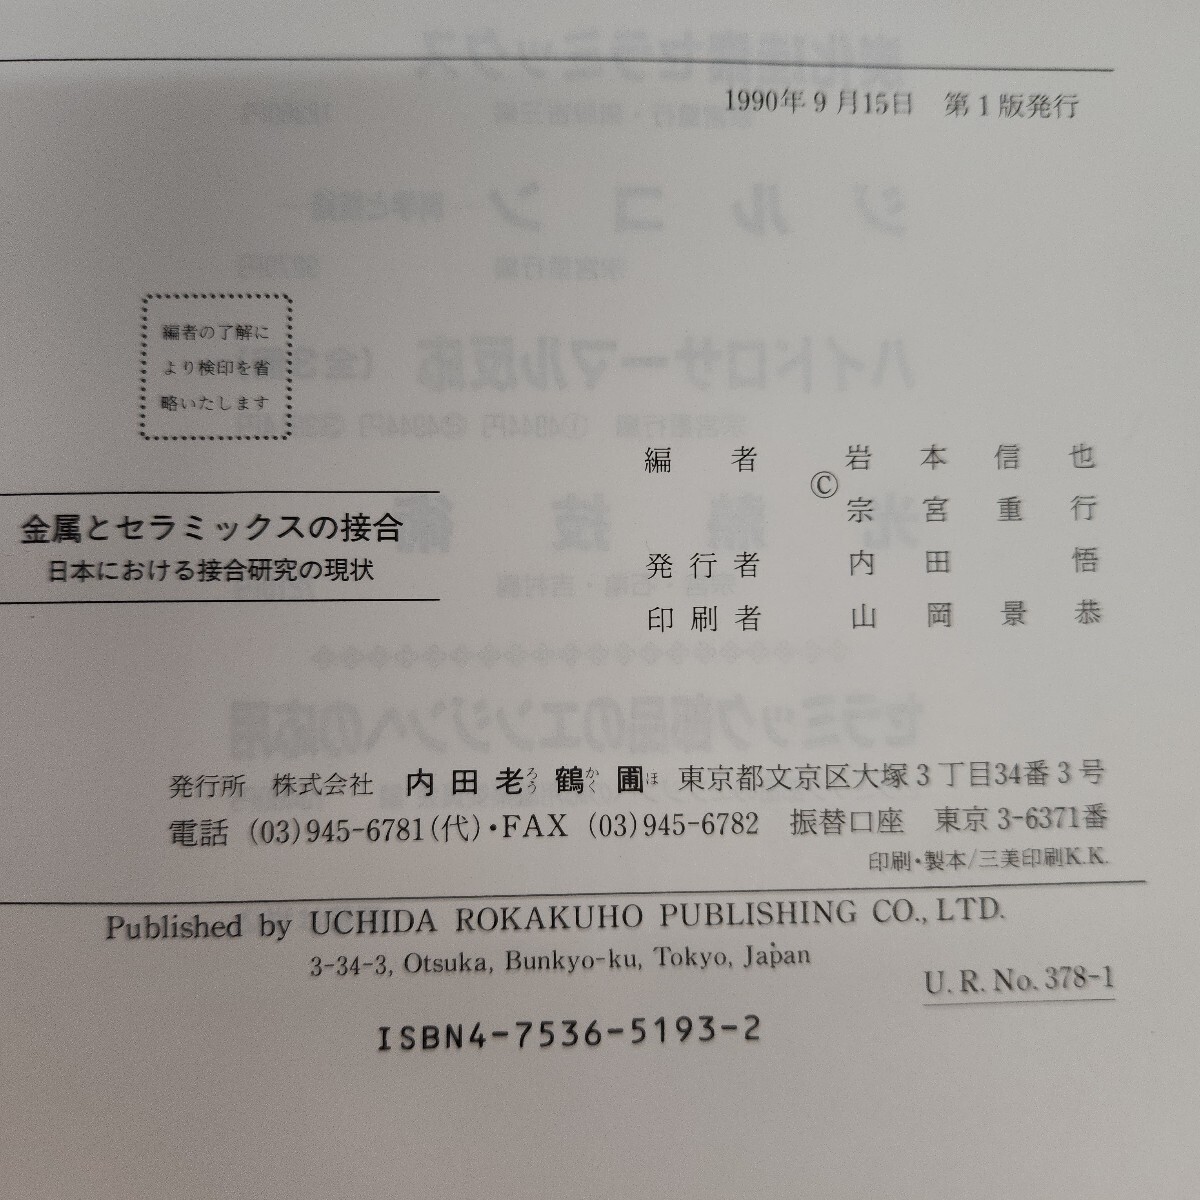 1990年9月15日 第1版発行
編者の了解に
より検印を省
略いたします
金属とセラミックスの接合
日本における接合研究の現状
編者 © 岩本信也
宗宮重行
発行者 内田悟
印刷者 山岡景恭
発行所 株式会社 内田老鶴圃 東京都文京区大塚3丁目34番3号
ろう かく ほ
電話 (03)945-6781(代)・FAX (03)945-6782 振替口座 東京3-6371番
印刷・製本/三美印刷K.K.
Published by UCHIDA ROKAKUHO PUBLISHING CO., LTD.
3-34-3, Otsuka, Bunkyo-ku, Tokyo, Japan
U. R. No. 378-1
ISBN4-7536-5193-2